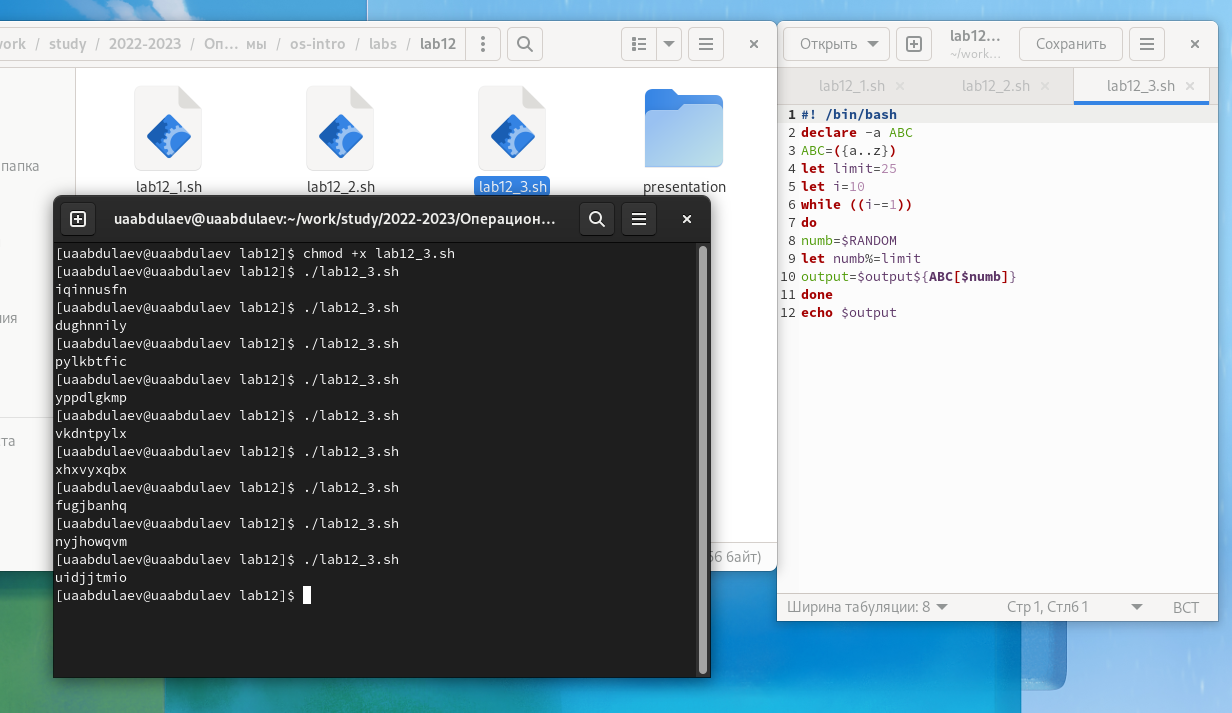 work / study / 2022-2023 / Оп… мы / os-intro / labs / lab12
папка
ния
ста
lab12_1.sh
lab12_2.sh
lab12_3.sh
presentation
56 байт)
uaabdulaev@uaabdulaev:~/work/study/2022-2023/Операцион…
[uaabdulaev@uaabdulaev lab12]$ chmod +x lab12_3.sh
[uaabdulaev@uaabdulaev lab12]$ ./lab12_3.sh
iqinnusfn
[uaabdulaev@uaabdulaev lab12]$ ./lab12_3.sh
dughnnily
[uaabdulaev@uaabdulaev lab12]$ ./lab12_3.sh
pylkbtfic
[uaabdulaev@uaabdulaev lab12]$ ./lab12_3.sh
yppdlgkmp
[uaabdulaev@uaabdulaev lab12]$ ./lab12_3.sh
vkdntpylx
[uaabdulaev@uaabdulaev lab12]$ ./lab12_3.sh
xhxvyxqbx
[uaabdulaev@uaabdulaev lab12]$ ./lab12_3.sh
fugjbanhq
[uaabdulaev@uaabdulaev lab12]$ ./lab12_3.sh
nyjhowqvm
[uaabdulaev@uaabdulaev lab12]$ ./lab12_3.sh
uidjjtmio
[uaabdulaev@uaabdulaev lab12]$
Открыть
lab12…
~/work…
Сохранить
lab12_1.sh
lab12_2.sh
lab12_3.sh
1 #! /bin/bash
2 declare -a ABC
3 ABC=({a..z})
4 let limit=25
5 let i=10
6 while ((i-=1))
7 do
8 numb=$RANDOM
9 let numb%=limit
10 output=$output${ABC[$numb]}
11 done
12 echo $output
Ширина табуляции: 8
Стр 1, Стлб 1
ВСТ